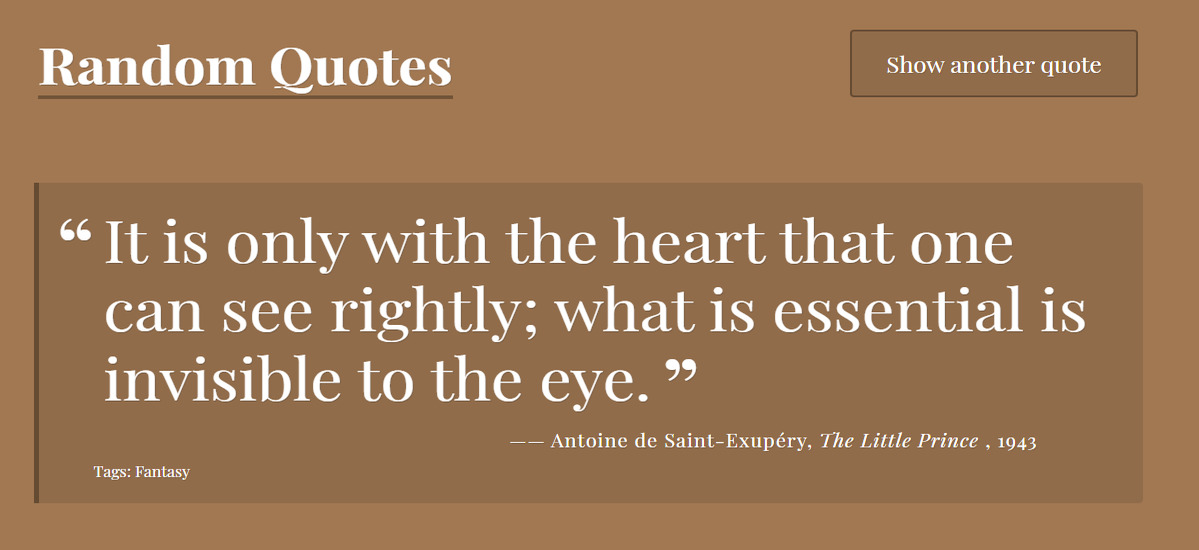 Random Quotes
Show another quote
“ It is only with the heart that one
can see rightly; what is essential is
invisible to the eye. ”
—— Antoine de Saint-Exupéry, The Little Prince , 1943
Tags: Fantasy